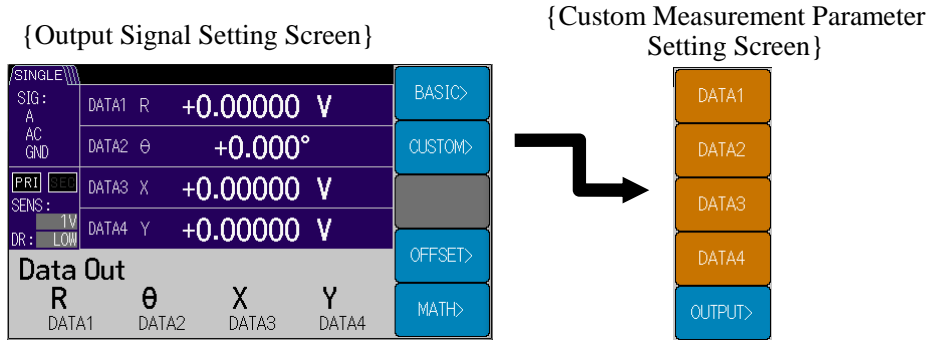 {Output Signal Setting Screen}
{Custom Measurement Parameter
Setting Screen}
SINGLE
SIG:
A
AC
GND
PRI SEC
SENS:
1V
DR: LOW
DATA1 R +0.00000 V
DATA2 θ +0.000°
DATA3 X +0.00000 V
DATA4 Y +0.00000 V
Data Out
R θ X Y
DATA1 DATA2 DATA3 DATA4
BASIC>
CUSTOM>
OFFSET>
MATH>
DATA1
DATA2
DATA3
DATA4
OUTPUT>